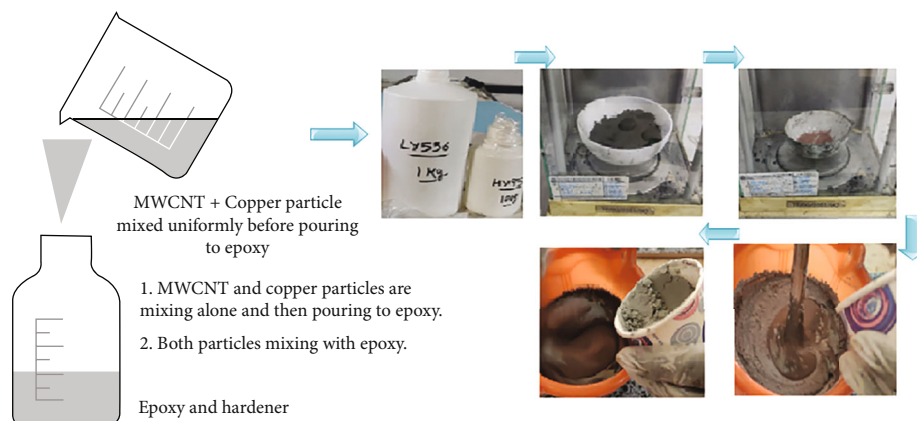 MWCNT + Copper particle
mixed uniformly before pouring
to epoxy
1. MWCNT and copper particles are
mixing alone and then pouring to epoxy.
2. Both particles mixing with epoxy.
Epoxy and hardener
LY556
1 Kg